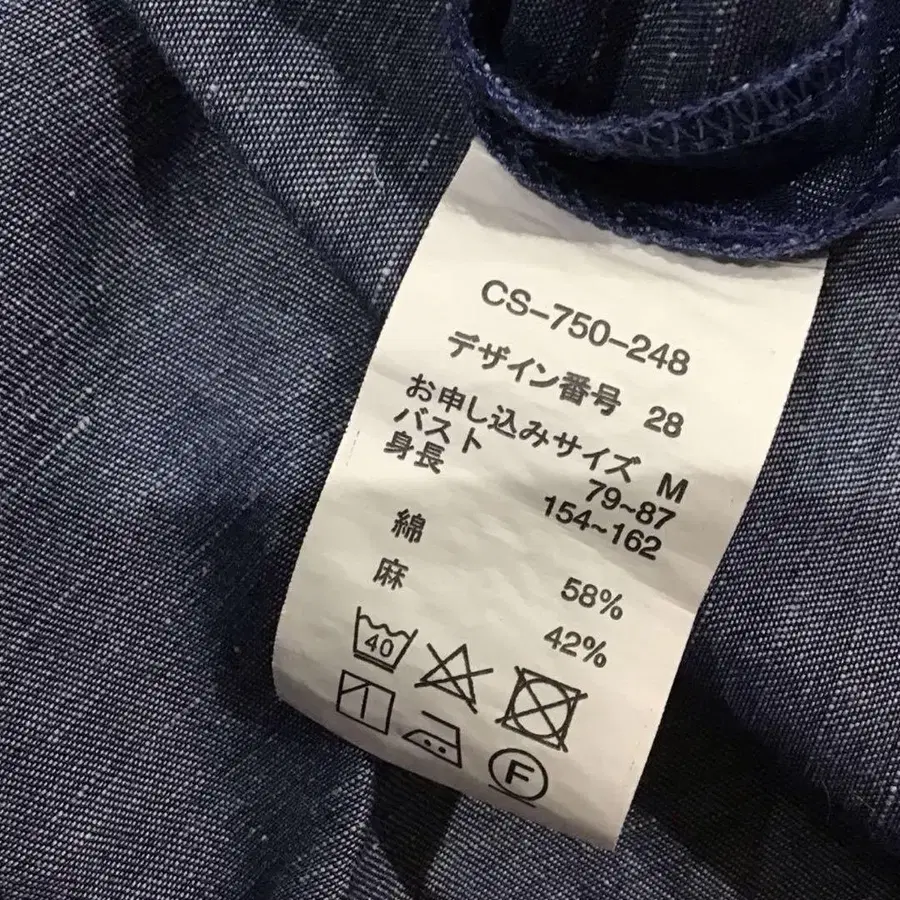 CS-750-248
デザイン番号 28
お申し込みサイズ M
バスト 79~87
身長 154~162
綿 58%
麻 42%
40
F